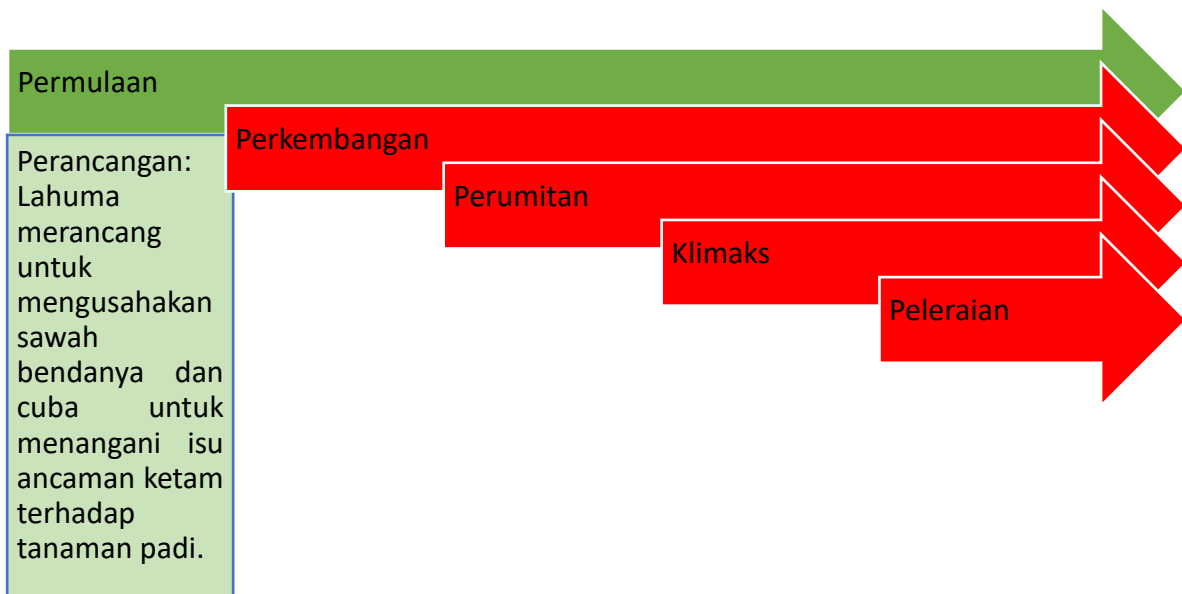 Permulaan
Perancangan:
Lahuma
merancang
untuk
mengusahakan
sawah
bendanya dan
cuba untuk
menangani isu
ancaman ketam
terhadap
tanaman padi.
Perkembangan
Perumitan
Klimaks
Peleraian